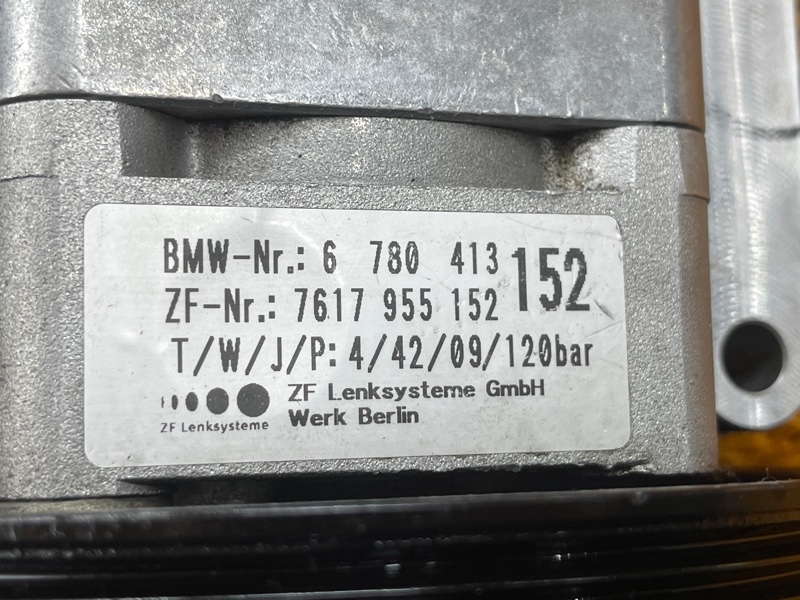 BMW-Nr.: 6 780 413 152
ZF-Nr.: 7617 955 152
T/W/J/P: 4/42/09/120bar
ZF Lenksysteme GmbH
ZF Lenksysteme Werk Berlin